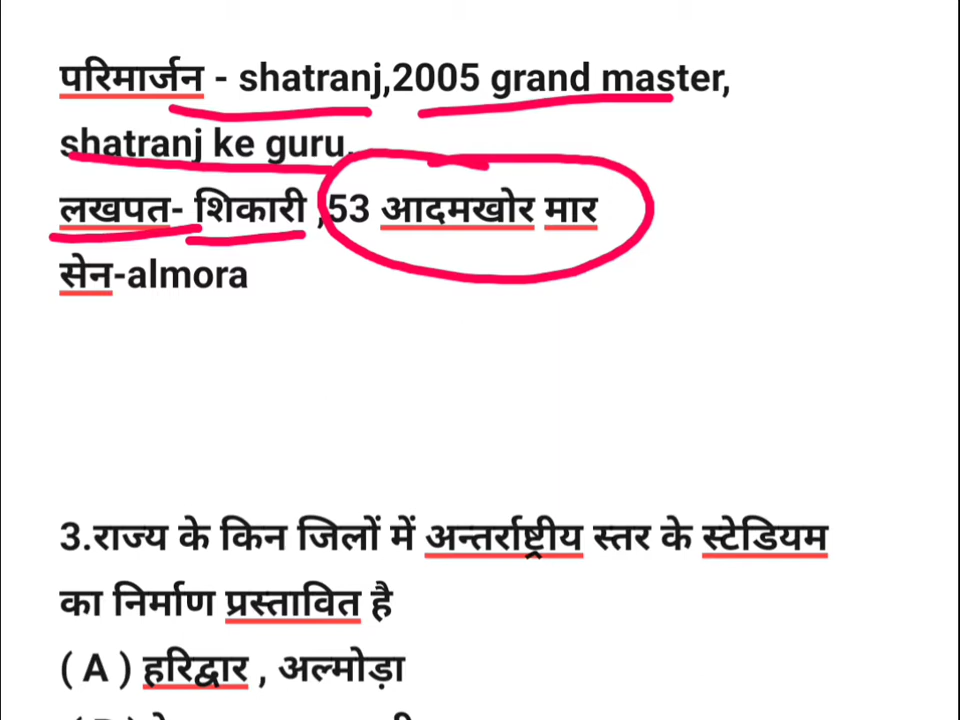 परिमार्जन - shatranj,2005 grand master,
shatranj ke guru.
लखपत- शिकारी ,53 आदमखोर मार
सेन-almora
3.राज्य के किन जिलों में अन्तर्राष्ट्रीय स्तर के स्टेडियम
का निर्माण प्रस्तावित है
( A ) हरिद्वार , अल्मोड़ा